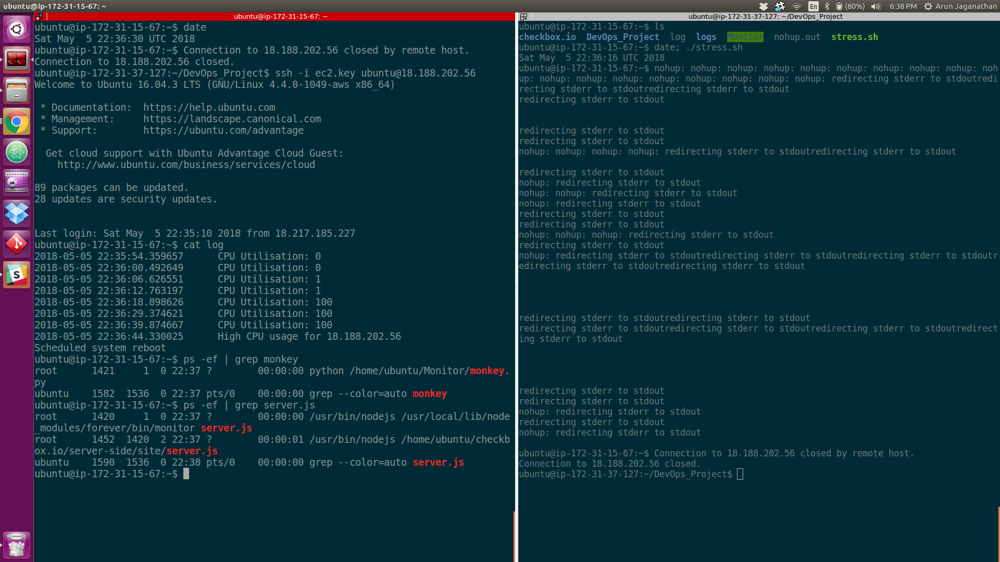 ubuntu@ip-172-31-15-67: ~
En
(80%)
6:38 PM
Arun Jaganathan
ubuntu@ip-172-31-15-67: ~
ubuntu@ip-172-31-15-67:~$ date
Sat May  5 22:36:30 UTC 2018
ubuntu@ip-172-31-15-67:~$ Connection to 18.188.202.56 closed by remote host.
Connection to 18.188.202.56 closed.
ubuntu@ip-172-31-37-127:~/DevOps_Project$ ssh -i ec2.key ubuntu@18.188.202.56
Welcome to Ubuntu 16.04.3 LTS (GNU/Linux 4.4.0-1049-aws x86_64)
 * Documentation:  https://help.ubuntu.com
 * Management:     https://landscape.canonical.com
 * Support:        https://ubuntu.com/advantage
  Get cloud support with Ubuntu Advantage Cloud Guest:
    http://www.ubuntu.com/business/services/cloud
89 packages can be updated.
28 updates are security updates.
Last login: Sat May  5 22:35:10 2018 from 18.217.185.227
ubuntu@ip-172-31-15-67:~$ cat log
2018-05-05 22:35:54.359657      CPU Utilisation: 0
2018-05-05 22:36:00.492649      CPU Utilisation: 0
2018-05-05 22:36:06.626551      CPU Utilisation: 1
2018-05-05 22:36:12.763197      CPU Utilisation: 1
2018-05-05 22:36:18.898626      CPU Utilisation: 100
2018-05-05 22:36:29.374621      CPU Utilisation: 100
2018-05-05 22:36:39.874667      CPU Utilisation: 100
2018-05-05 22:36:44.330025      High CPU usage for 18.188.202.56
Scheduled system reboot
ubuntu@ip-172-31-15-67:~$ ps -ef | grep monkey
root      1421     1  0 22:37 ?        00:00:00 python /home/ubuntu/Monitor/monkey.
py
ubuntu    1582  1536  0 22:37 pts/0    00:00:00 grep --color=auto monkey
ubuntu@ip-172-31-15-67:~$ ps -ef | grep server.js
root      1420     1  0 22:37 ?        00:00:00 /usr/bin/nodejs /usr/local/lib/node
_modules/forever/bin/monitor server.js
root      1452  1420  2 22:37 ?        00:00:01 /usr/bin/nodejs /home/ubuntu/checkb
ox.io/server-side/site/server.js
ubuntu    1590  1536  0 22:38 pts/0    00:00:00 grep --color=auto server.js
ubuntu@ip-172-31-15-67:~$
ubuntu@ip-172-31-37-127: ~/DevOps_Project
ubuntu@ip-172-31-15-67:~$ ls
checkbox.io  DevOps_Project  log  logs  Monitor  nohup.out  stress.sh
ubuntu@ip-172-31-15-67:~$ date; ./stress.sh
Sat May  5 22:36:16 UTC 2018
ubuntu@ip-172-31-15-67:~$ nohup: nohup: nohup: nohup: nohup: nohup: nohup: nohup: nohup: noh
up: nohup: nohup: nohup: nohup: nohup: nohup: nohup: nohup: redirecting stderr to stdoutredi
recting stderr to stdoutredirecting stderr to stdout
redirecting stderr to stdout
redirecting stderr to stdout
redirecting stderr to stdout
nohup: nohup: nohup: nohup: redirecting stderr to stdoutredirecting stderr to stdout
redirecting stderr to stdout
nohup: redirecting stderr to stdout
nohup: nohup: redirecting stderr to stdout
nohup: redirecting stderr to stdout
redirecting stderr to stdout
redirecting stderr to stdout
nohup: nohup: nohup: redirecting stderr to stdout
redirecting stderr to stdout
nohup: redirecting stderr to stdoutredirecting stderr to stdoutredirecting stderr to stdoutr
edirecting stderr to stdoutredirecting stderr to stdout
redirecting stderr to stdoutredirecting stderr to stdout
redirecting stderr to stdoutredirecting stderr to stdoutredirecting stderr to stdoutredirect
ing stderr to stdout
redirecting stderr to stdout
redirecting stderr to stdout
nohup: redirecting stderr to stdout
redirecting stderr to stdout
nohup: redirecting stderr to stdout
ubuntu@ip-172-31-15-67:~$ Connection to 18.188.202.56 closed by remote host.
Connection to 18.188.202.56 closed.
ubuntu@ip-172-31-37-127:~/DevOps_Project$